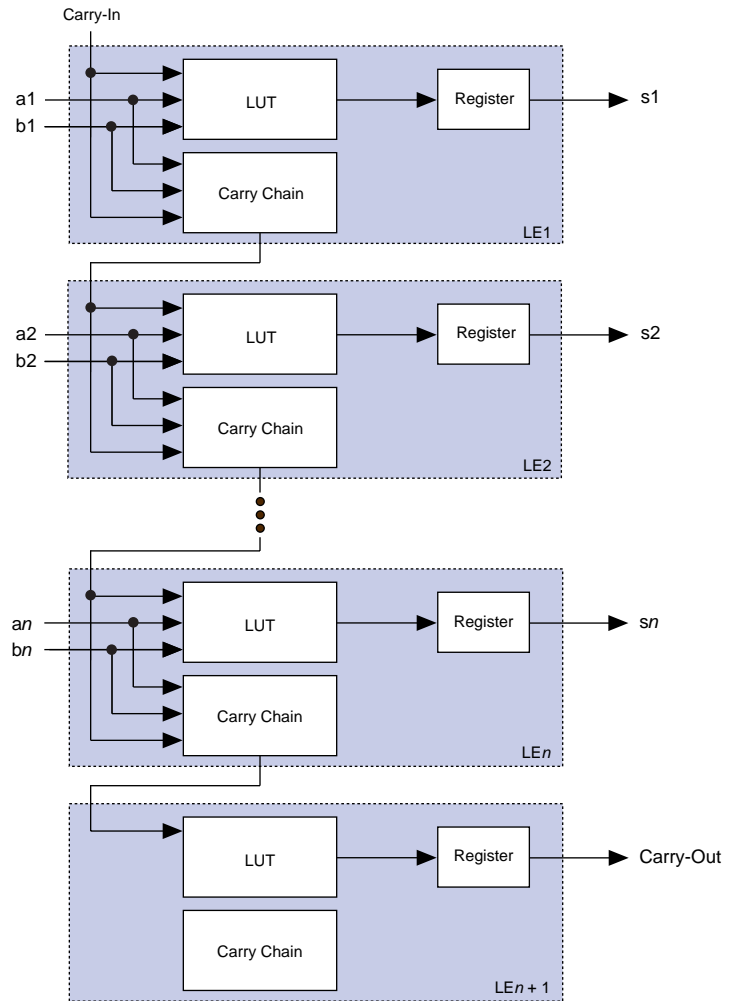 Carry-In
a1
b1
LUT
Register
s1
Carry Chain
LE1
a2
b2
LUT
Register
s2
Carry Chain
LE2
an
bn
LUT
Register
sn
Carry Chain
LEn
LUT
Register
Carry-Out
Carry Chain
LEn + 1